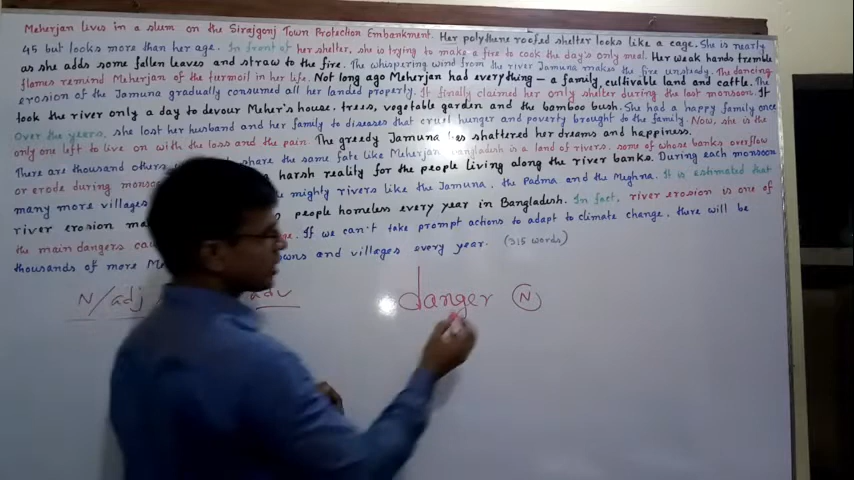 Meherjan lives in a slum on the Sirajgonj Town Protection Embankment. Her polythene roofed shelter looks like a cage. She is nearly
45 but looks more than her age. In front of her shelter, she is trying to make a fire to cook the day's only meal. Her weak hands tremble
as she adds some fallen leaves and straw to the fire. The whispering wind from the river Jamuna makes the fire unsteady. The dancing
flames remind Meherjan of the turmoil in her life. Not long ago Meherjan had everything — a family, cultivable land and cattle. The
erosion of the Jamuna gradually consumed all her landed property. It finally claimed her only shelter during the last monsoon. It
took the river only a day to devour Meher's house, trees, vegetable garden and the bamboo bush. She had a happy family once
Over the years, she lost her husband and her family to diseases that cruel hunger and poverty brought to the family. Now, she is the
only one left to live on with the loss and the pain. The greedy Jamuna has shattered her dreams and happiness.
There are thousand others share the same fate like Meherjan Bangladesh is a land of rivers. some of whose banks overflow
or erode during harsh reality for the people living along the river banks. During each monsoon
many more villages mighty rivers like the Jamuna, the Padma and the Meghna. It is estimated that
river erosion people homeless every year in Bangladesh. In fact, river erosion is one of
the main dangers If we can't take prompt actions to adapt to climate change, there will be
thousands of more towns and villages every year. (315 words)
N/adj adv danger N